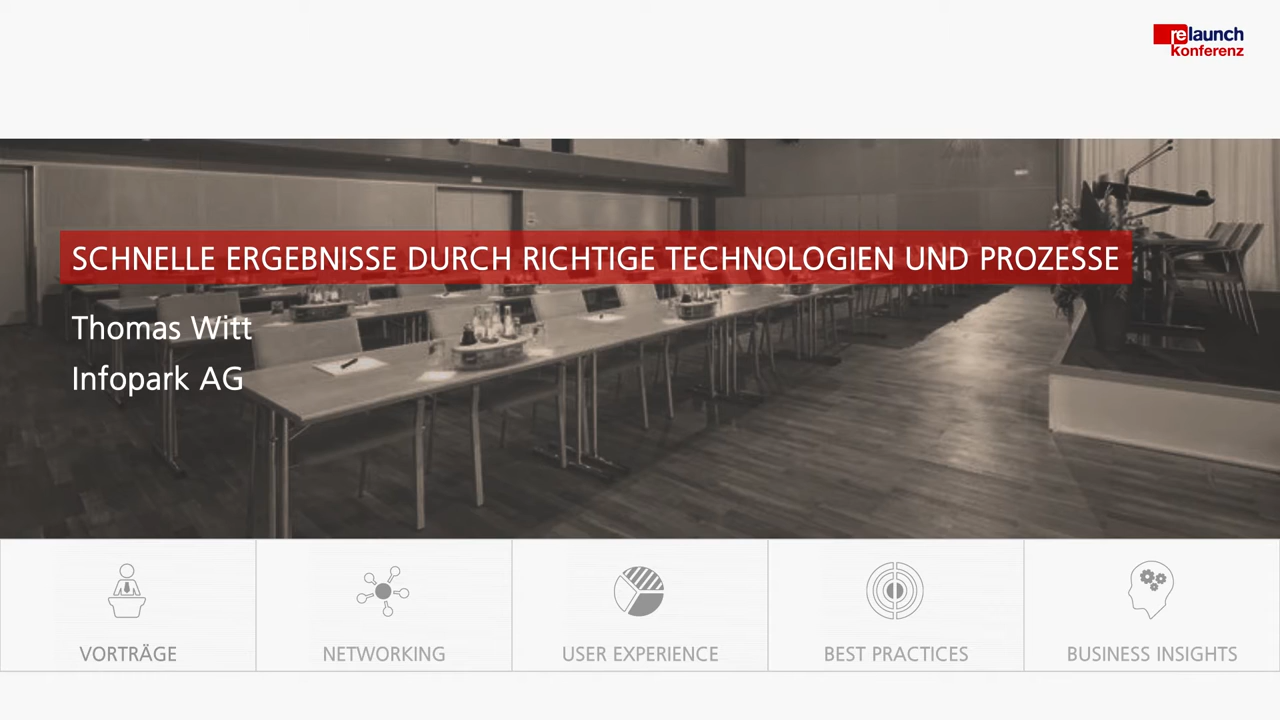 relaunch
Konferenz
SCHNELLE ERGEBNISSE DURCH RICHTIGE TECHNOLOGIEN UND PROZESSE
Thomas Witt
Infopark AG
VORTRÄGE
NETWORKING
USER EXPERIENCE
BEST PRACTICES
BUSINESS INSIGHTS